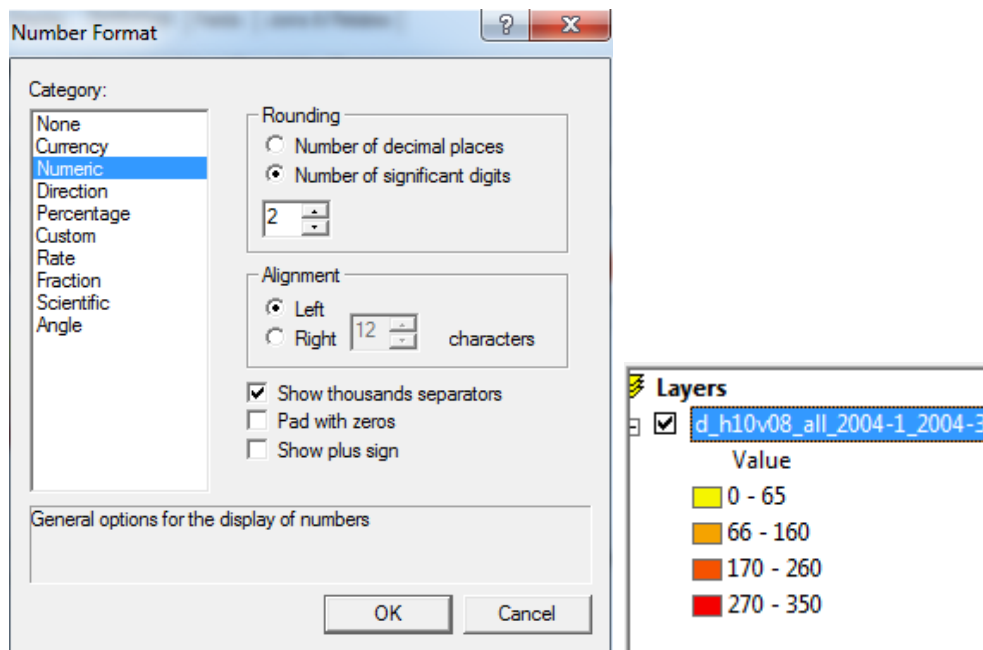 Number Format
Category:
None
Currency
Numeric
Direction
Percentage
Custom
Rate
Fraction
Scientific
Angle
Rounding
Number of decimal places
Number of significant digits
2
Alignment
Left
Right 12 characters
Show thousands separators
Pad with zeros
Show plus sign
General options for the display of numbers
OK Cancel
Layers
d_h10v08_all_2004-1_2004-3
Value
0 - 65
66 - 160
170 - 260
270 - 350